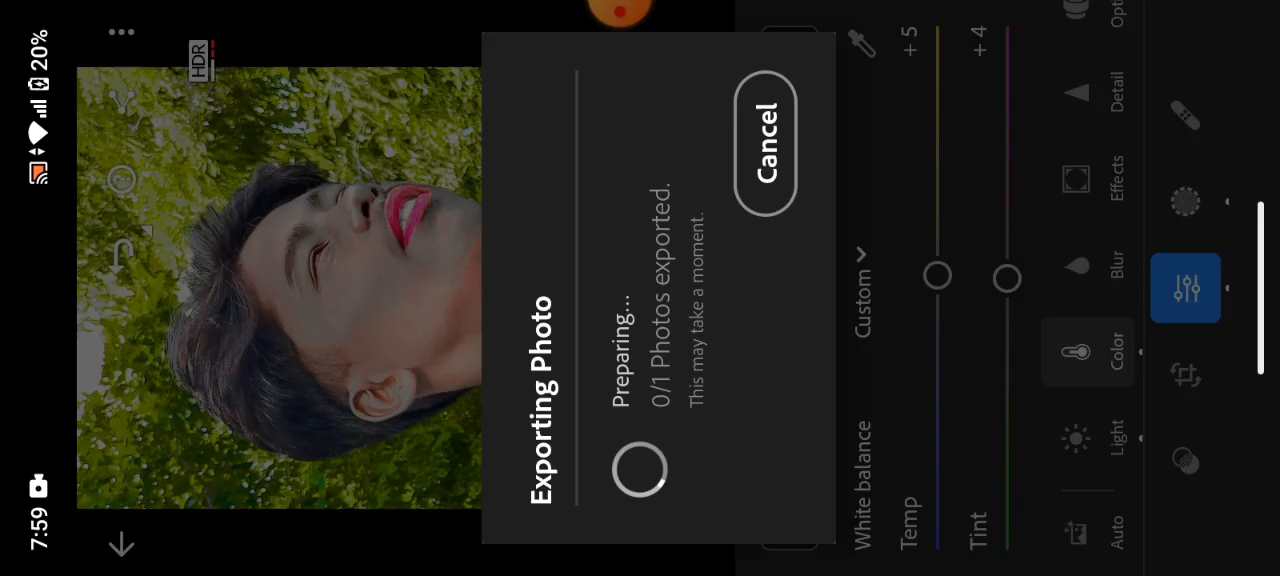 7:59
20%
HDR
Exporting Photo
Preparing...
0/1 Photos exported.
This may take a moment.
Cancel
White balance
Custom
Temp
+ 5
Tint
+ 4
Auto
Light
Color
Blur
Effects
Detail